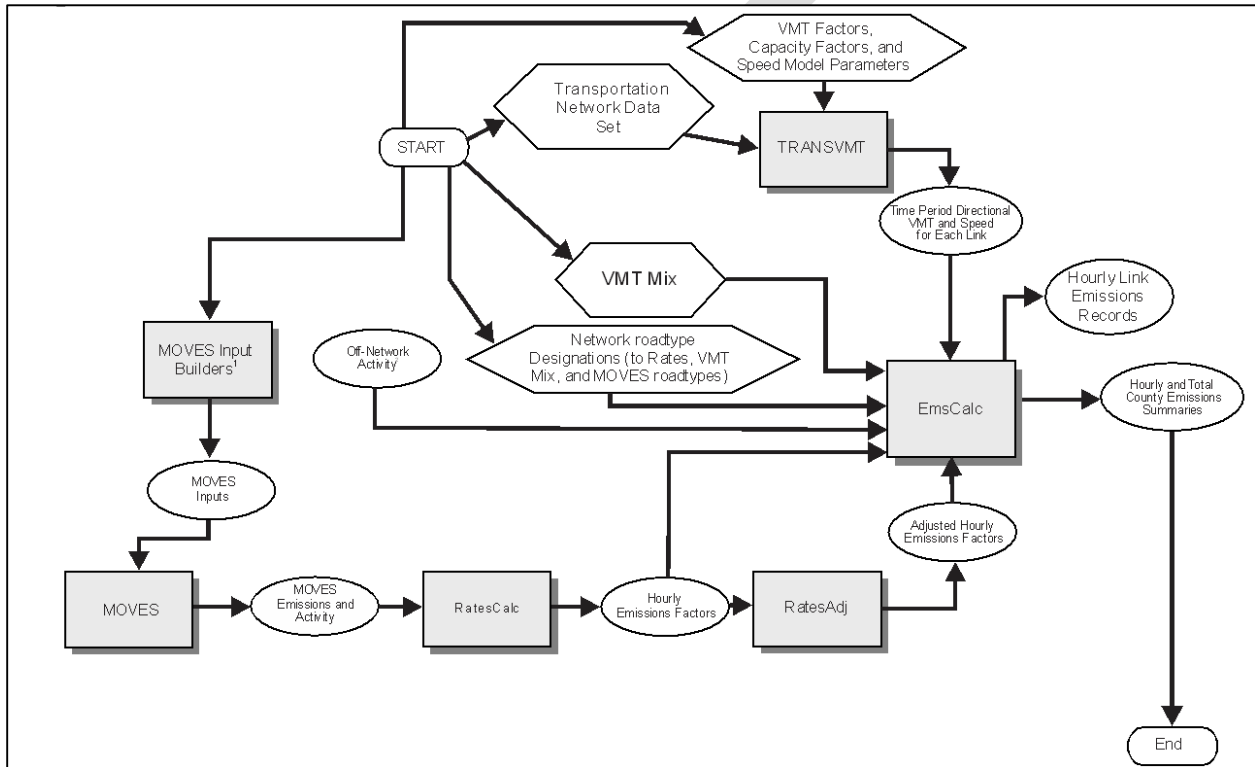 VMT Factors,
Capacity Factors, and
Speed Model Parameters
Transportation
Network Data
Set
START
TRANSVMT
Time Period Directional
VMT and Speed
for Each Link
VMT Mix
Hourly Link
Emissions
Records
MOVES Input
Builders¹
Off-Network
Activity
Network roadtype
Designations (to Rates, VMT
Mix, and MOVES roadtypes)
EmsCalc
Hourly and Total
County Emissions
Summaries
MOVES
Inputs
Adjusted Hourly
Emissions Factors
MOVES
MOVES
Emissions and
Activity
RatesCalc
Hourly
Emissions Factors
RatesAdj
End